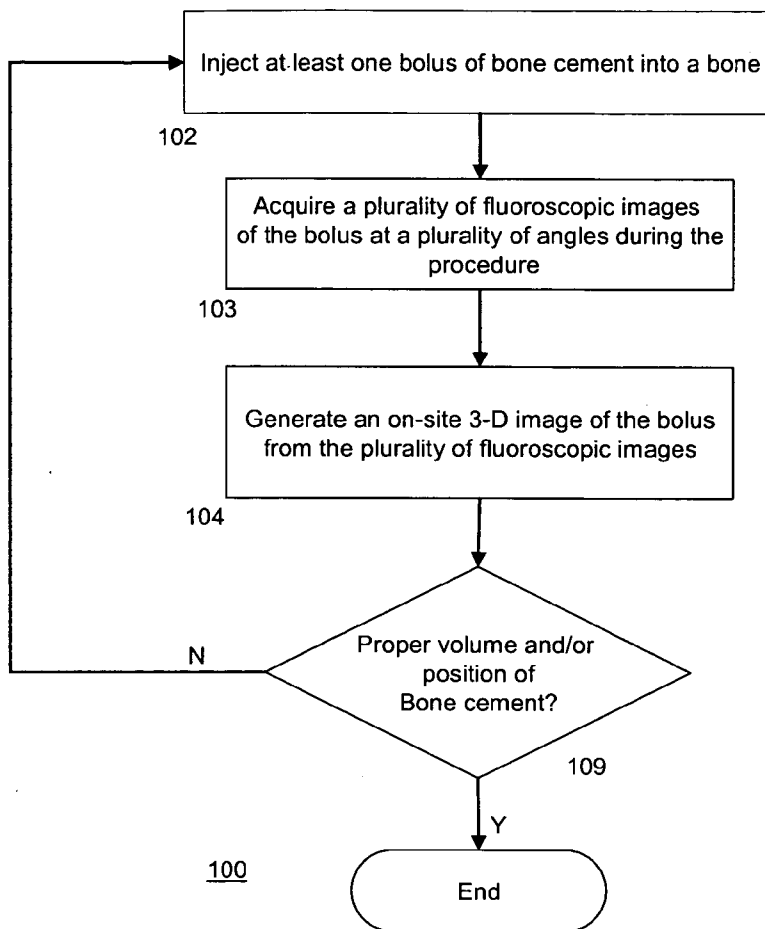 Inject at least one bolus of bone cement into a bone
102
Acquire a plurality of fluoroscopic images
of the bolus at a plurality of angles during the
procedure
103
Generate an on-site 3-D image of the bolus
from the plurality of fluoroscopic images
104
Proper volume and/or
position of
Bone cement?
N
109
Y
100
End